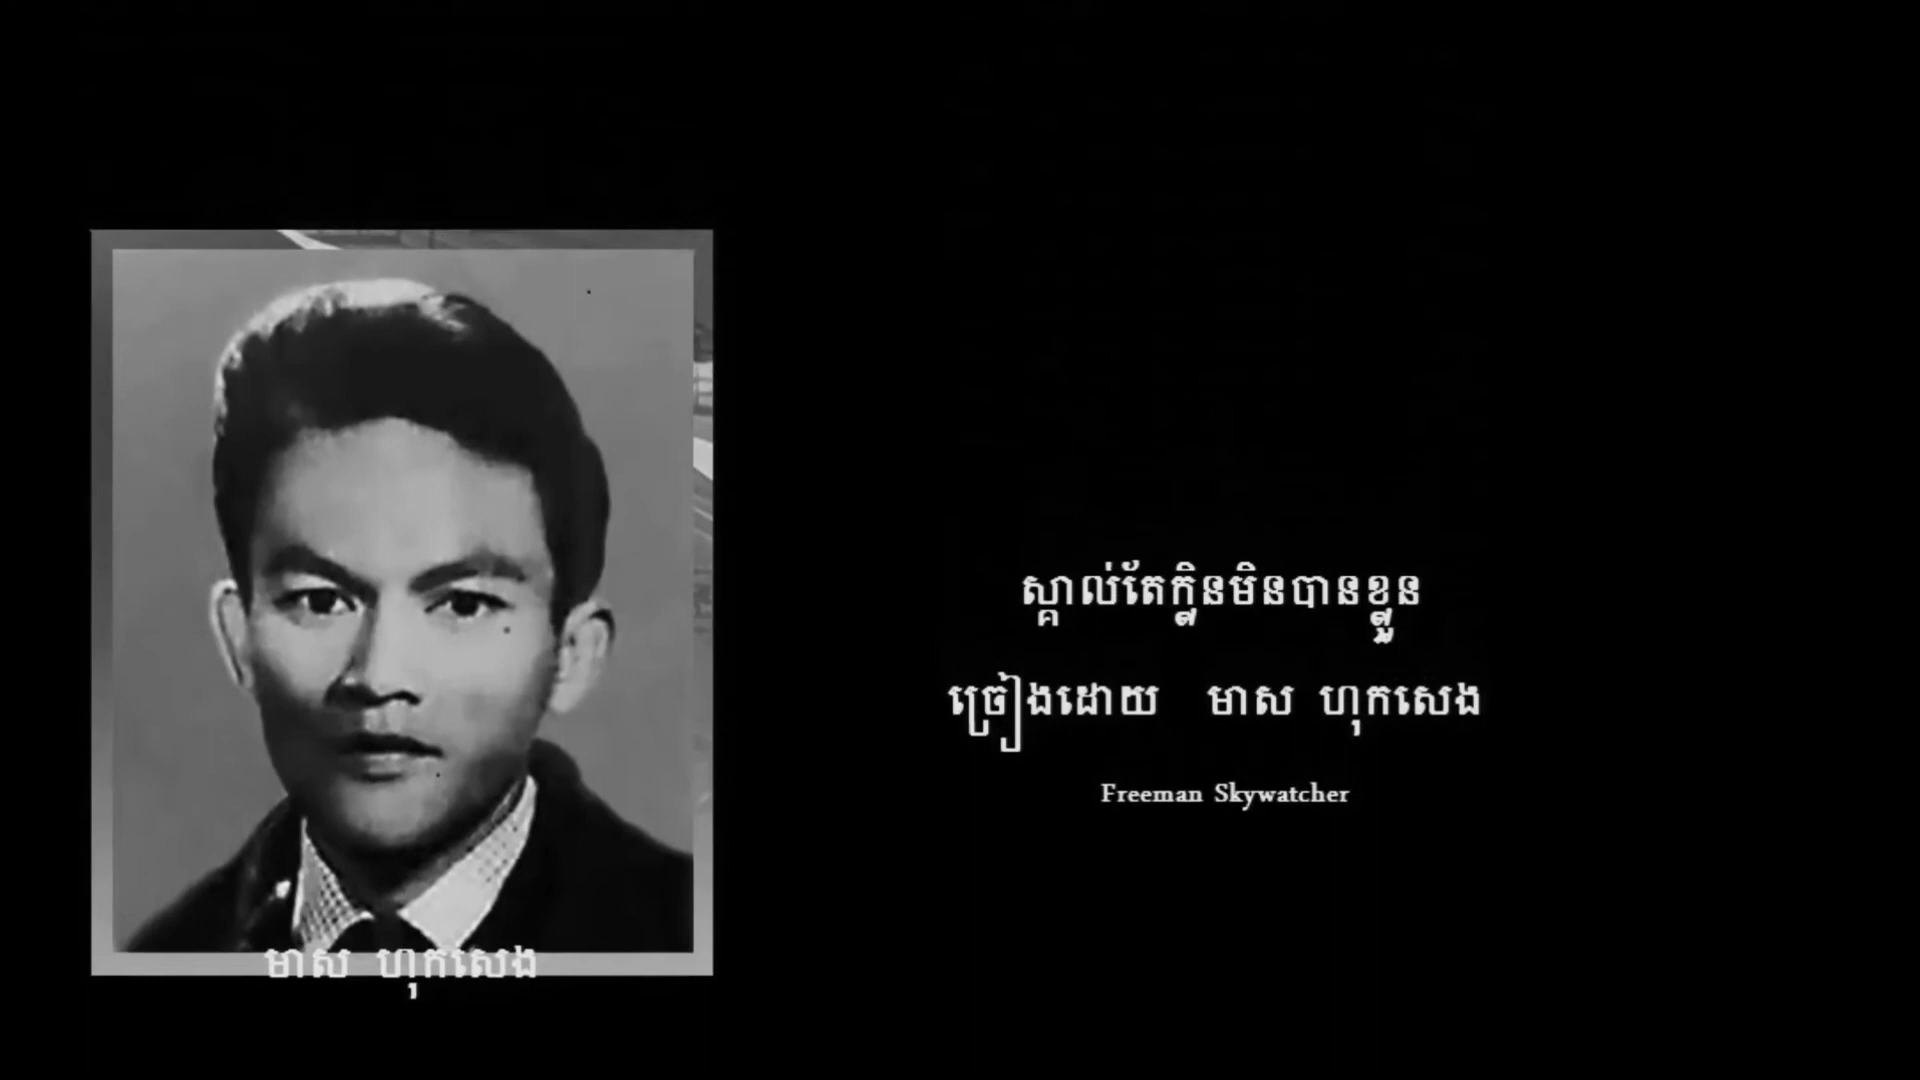 ស្គាល់តែក្លិនមិនបានខ្លួន
ច្រៀងដោយ មាស ហុកសេង
Freeman Skywatcher
មាស ហុកសេង